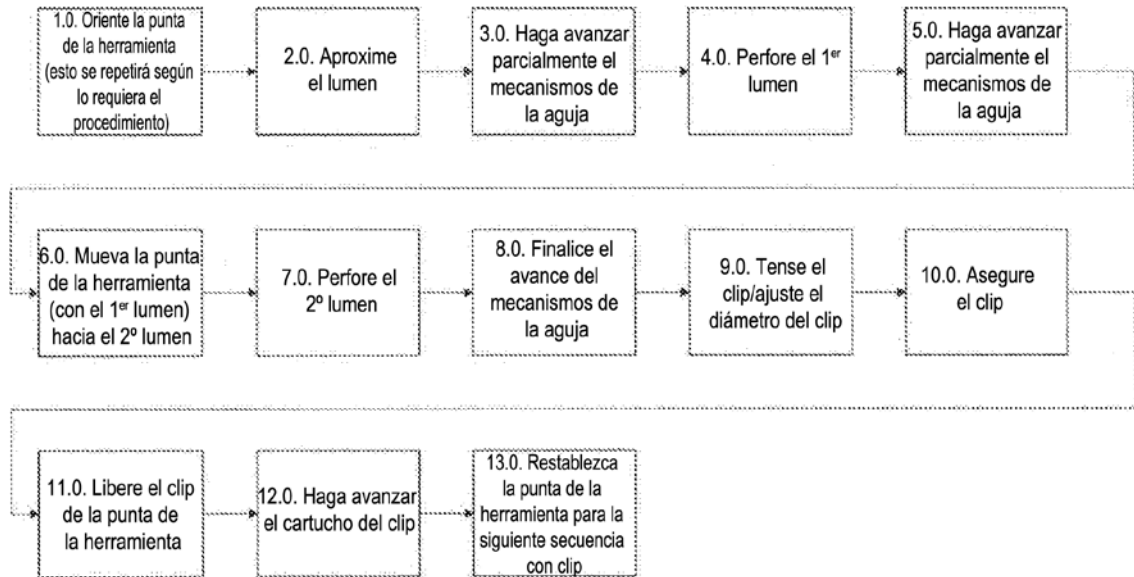 1.0. Oriente la punta
de la herramienta
(esto se repetirá según
lo requiera el
procedimiento)
2.0. Aproxime
el lumen
3.0. Haga avanzar
parcialmente el
mecanismos de
la aguja
4.0. Perfore el 1er
lumen
5.0. Haga avanzar
parcialmente el
mecanismos de
la aguja
6.0. Mueva la punta
de la herramienta
(con el 1er lumen)
hacia el 2º lumen
7.0. Perfore el
2º lumen
8.0. Finalice el
avance del
mecanismos de
la aguja
9.0. Tense el
clip/ajuste el
diámetro del clip
10.0. Asegure
el clip
11.0. Libere el clip
de la punta de
la herramienta
12.0. Haga avanzar
el cartucho del clip
13.0. Restablezca
la punta de la
herramienta para la
siguiente secuencia
con clip